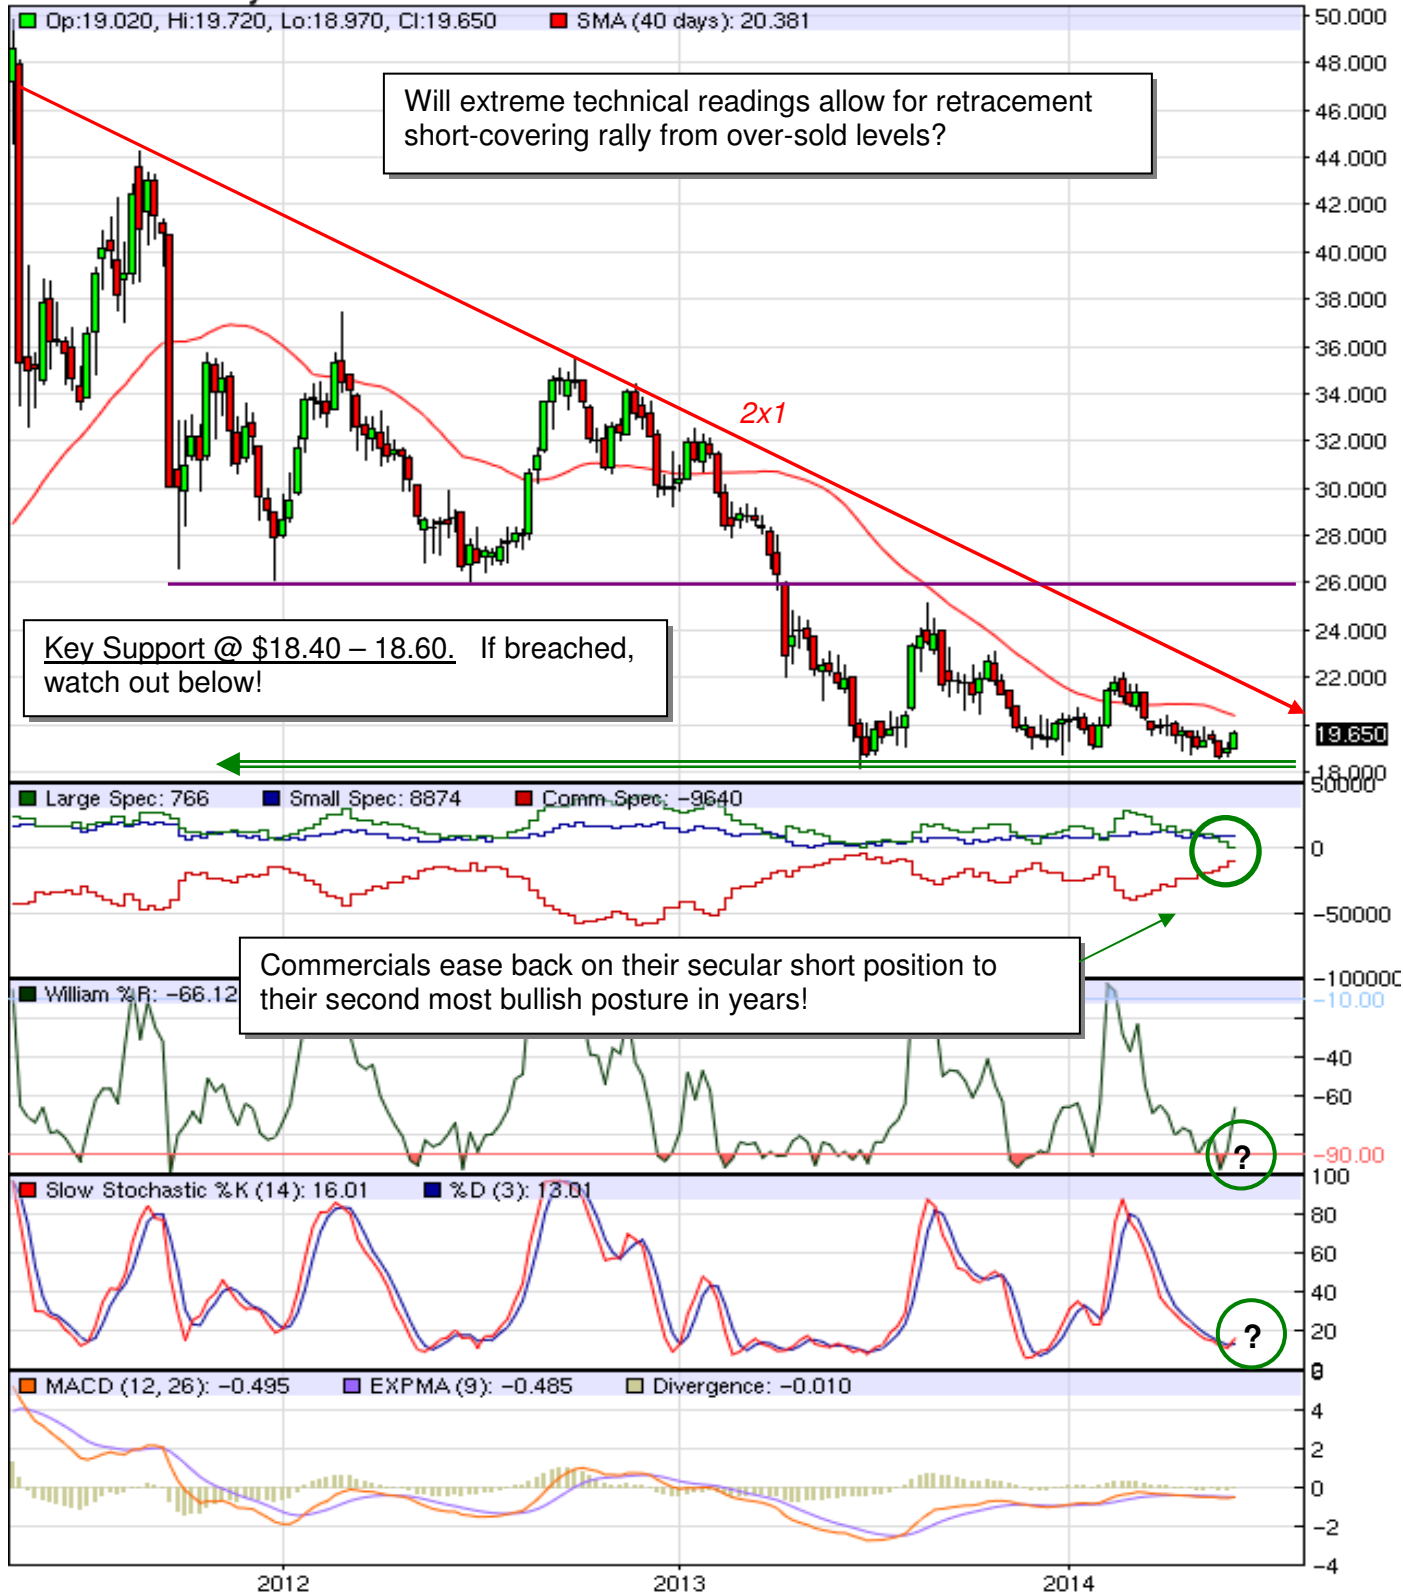 Op:19.020, Hi:19.720, Lo:18.970, Cl:19.650 SMA (40 days): 20.381
50.000
48.000
Will extreme technical readings allow for retracement
short-covering rally from over-sold levels?
46.000
44.000
42.000
40.000
38.000
36.000
34.000
2x1
32.000
30.000
28.000
26.000
24.000
Key Support @ $18.40 – 18.60. If breached,
watch out below!
22.000
19.650
18.000
50000
Large Spec: 766 Small Spec: 8874 Comm Spec: -9640
0
-50000
Commercials ease back on their secular short position to
their second most bullish posture in years!
-100000
William %R: -66.12
-10.00
-40
-60
?
-90.00
100
Slow Stochastic %K (14): 16.01 %D (3): 13.01
80
60
40
?
20
MACD (12, 26): -0.495 EXPMA (9): -0.485 Divergence: -0.010
4
2
0
-2
-4
2012 2013 2014